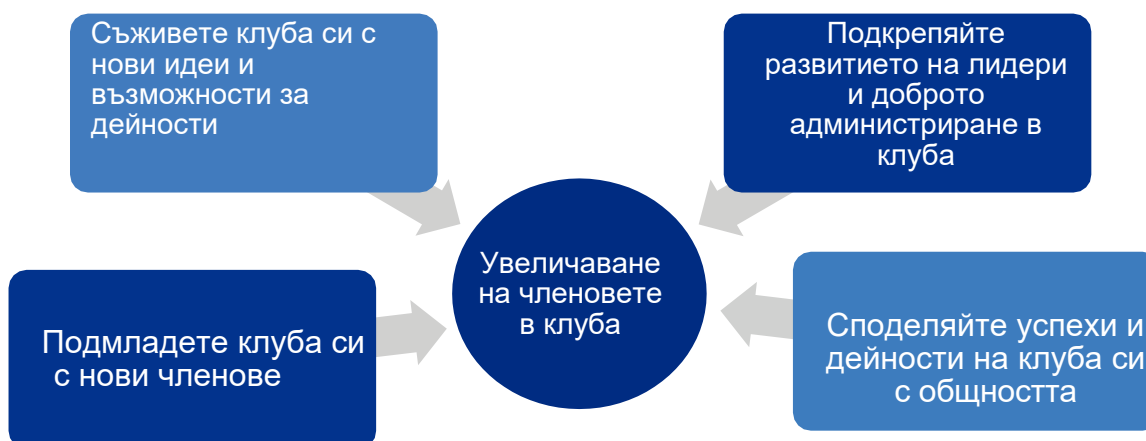 Съживете клуба си с
нови идеи и
възможности за
дейности
Подкрепяйте
развитието на лидери
и доброто
администриране в
клуба
Увеличаване
на членовете
в клуба
Подмладете клуба си
с нови членове
Споделяйте успехи и
дейности на клуба си
с общността